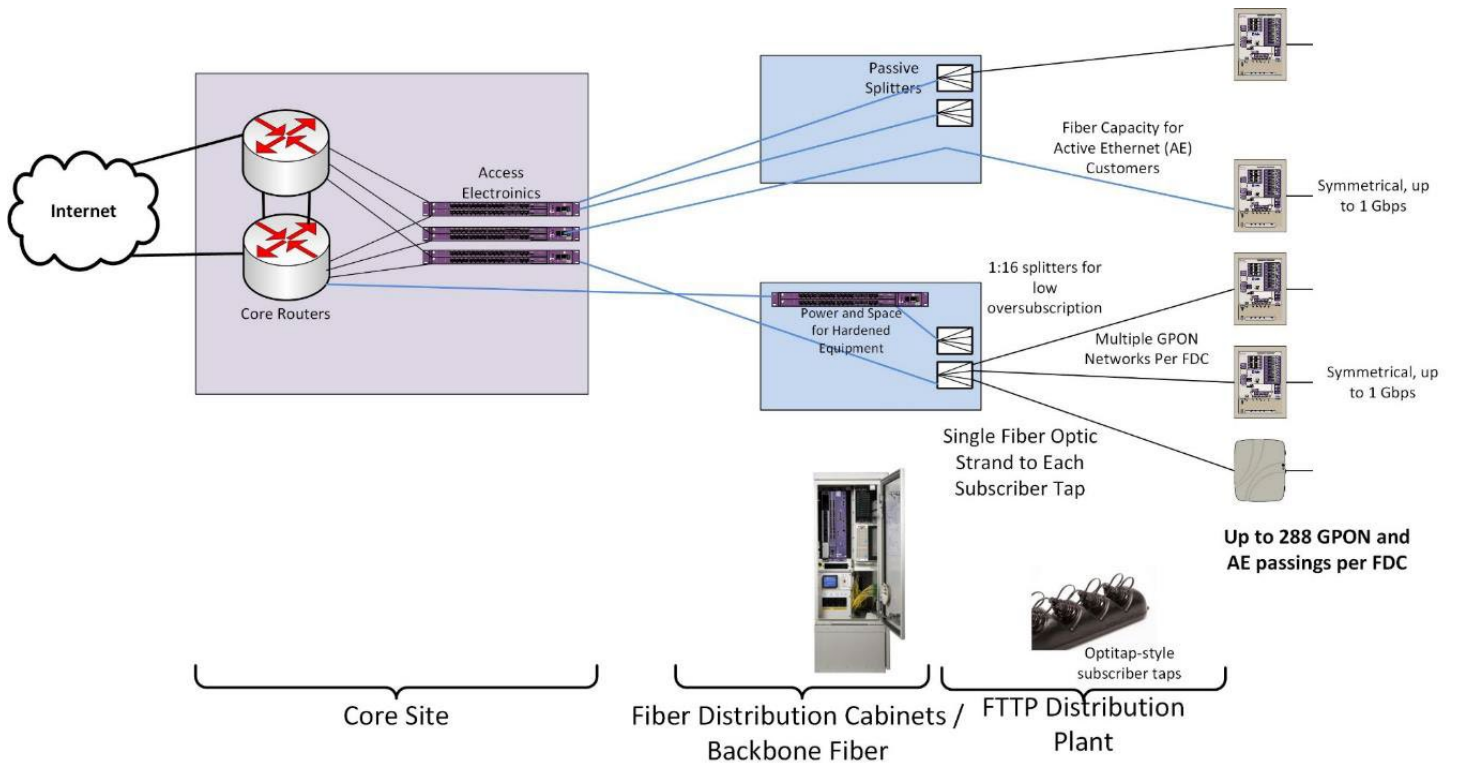 Internet
Core Routers
Access
Electroinics
Passive
Splitters
Fiber Capacity for
Active Ethernet (AE)
Customers
Symmetrical, up
to 1 Gbps
Power and Space
for Hardened
Equipment
1:16 splitters for
low
oversubscription
Multiple GPON
Networks Per FDC
Symmetrical, up
to 1 Gbps
Single Fiber Optic
Strand to Each
Subscriber Tap
Up to 288 GPON and
AE passings per FDC
Optitap-style
subscriber taps
Core Site
Fiber Distribution Cabinets /
Backbone Fiber
FTTP Distribution
Plant